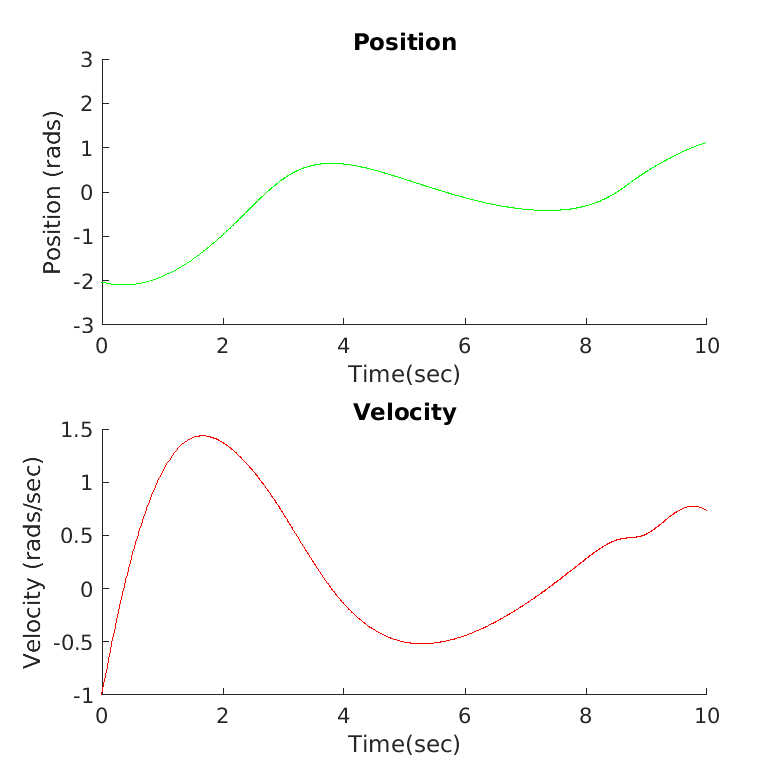 Position
3
2
1
0
-1
-2
-3
Position (rads)
0 2 4 6 8 10
Time(sec)
Velocity
1.5
1
0.5
0
-0.5
-1
Velocity (rads/sec)
0 2 4 6 8 10
Time(sec)